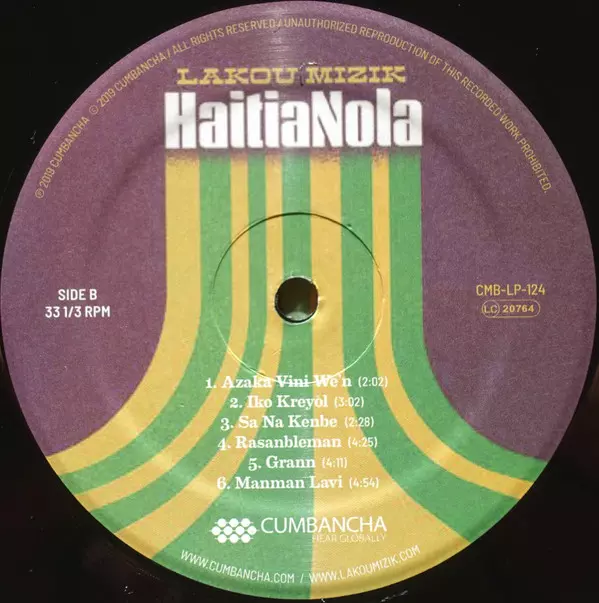 ℗ 2019 CUMBANCHA © 2019 CUMBANCHA / ALL RIGHTS RESERVED / UNAUTHORIZED REPRODUCTION OF THIS RECORDED WORK PROHIBITED.
LAKOU MIZIK
HaitiaNola
SIDE B
33 1/3 RPM
CMB-LP-124
LC 20764
1. Azaka Vini We'n (2:02)
2. Iko Kreyòl (3:02)
3. Sa Na Kenbe (2:28)
4. Rasanbleman (4:25)
5. Grann (4:11)
6. Manman Lavi (4:54)
CUMBANCHA
HEAR GLOBALLY
WWW.CUMBANCHA.COM / WWW.LAKOUMIZIK.COM